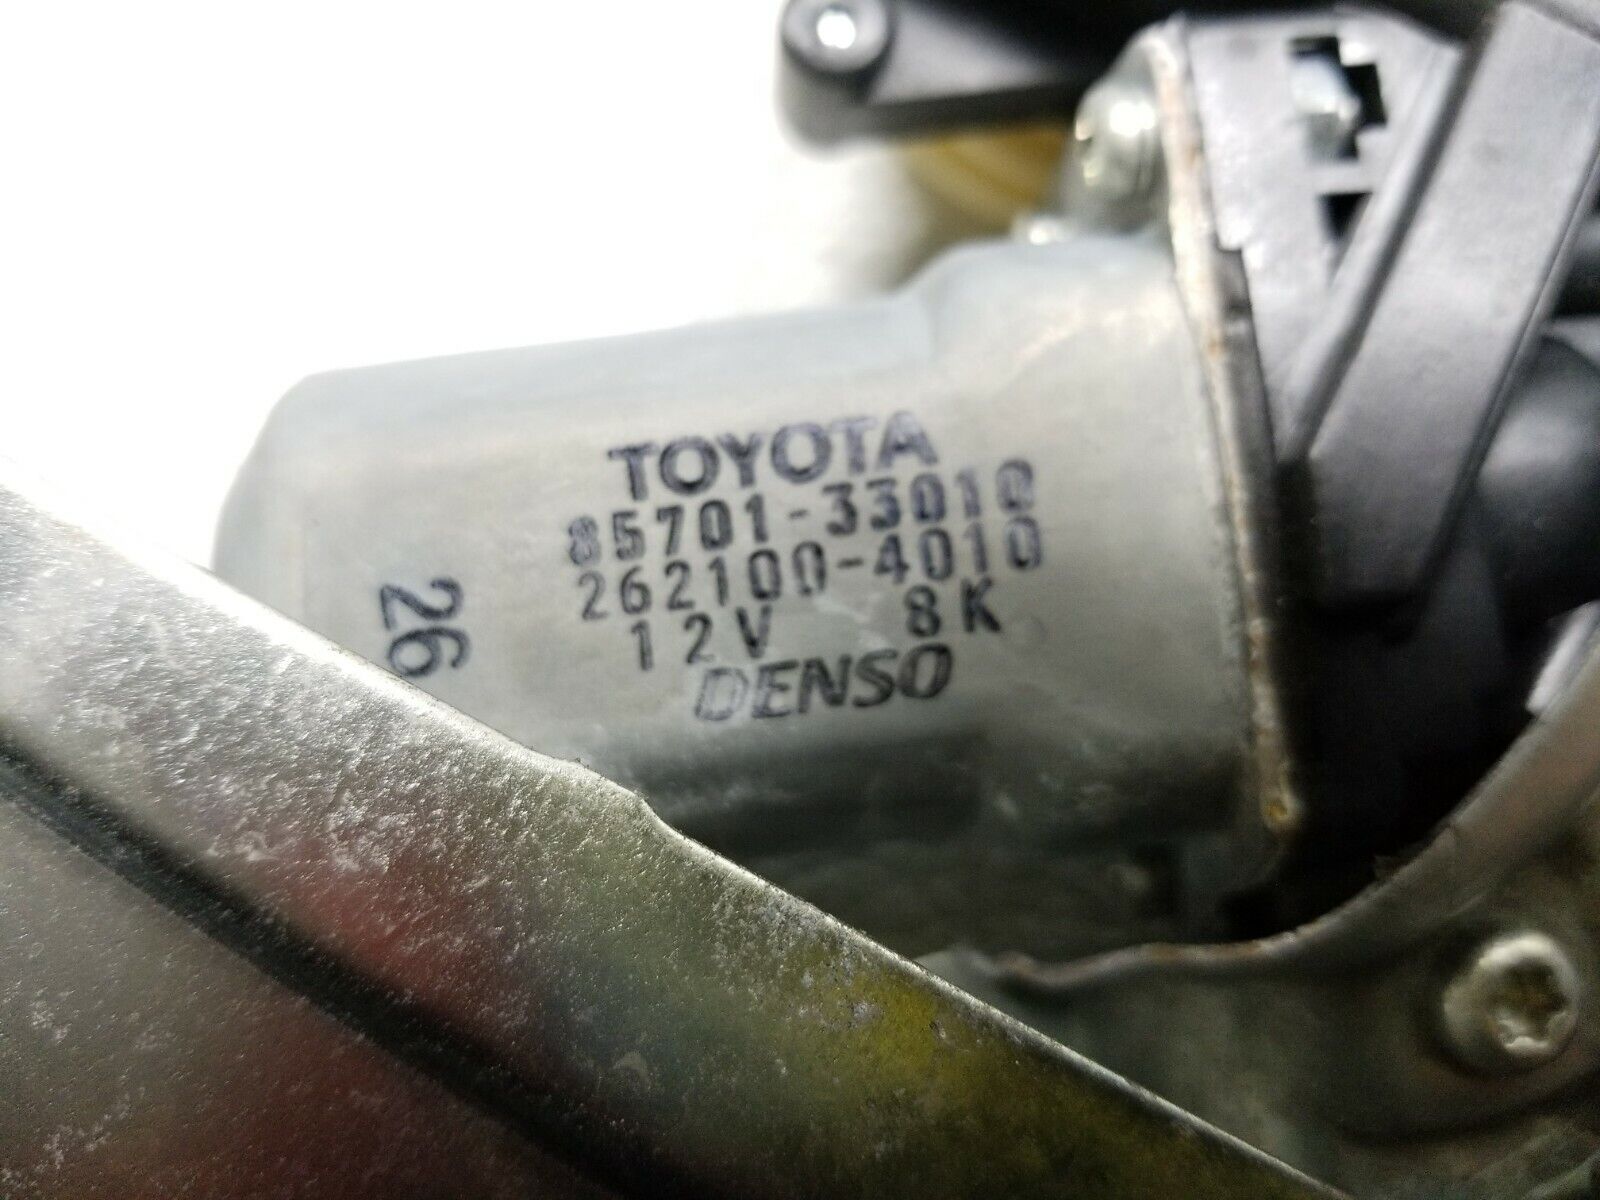 TOYOTA
85701-33010
262100-4010
12V 8K
DENSO
26